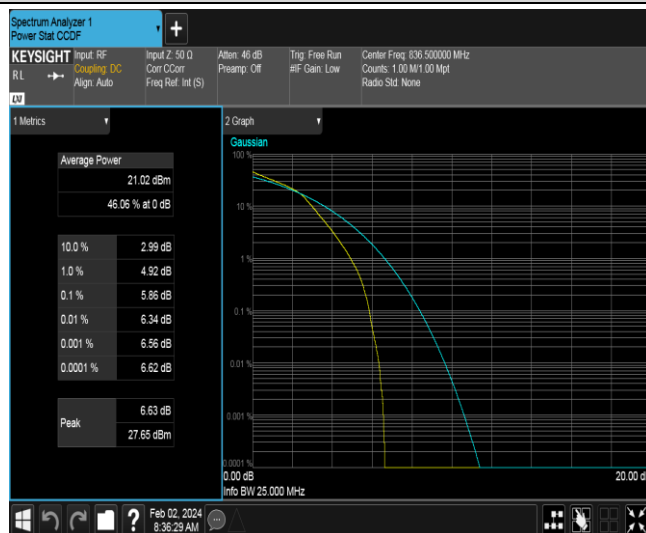 Spectrum Analyzer 1
Power Stat CCDF
KEYSIGHT
RL
LXI
Input: RF
Coupling: DC
Align: Auto
Input Z: 50 Ω
Corr CCorr
Freq Ref: Int (S)
Atten: 46 dB
Preamp: Off
Trig: Free Run
#IF Gain: Low
Center Freq: 836.500000 MHz
Counts: 1.00 M/1.00 Mpt
Radio Std: None
1 Metrics
Average Power
21.02 dBm
46.06 % at 0 dB
10.0 % 2.99 dB
1.0 % 4.92 dB
0.1 % 5.86 dB
0.01 % 6.34 dB
0.001 % 6.56 dB
0.0001 % 6.62 dB
Peak
6.63 dB
27.65 dBm
2 Graph
Gaussian
100 %
10 %
1 %
0.1 %
0.01 %
0.001 %
0.0001 %
0.00 dB
20.00 d
Info BW 25.000 MHz
?
Feb 02, 2024
8:36:29 AM